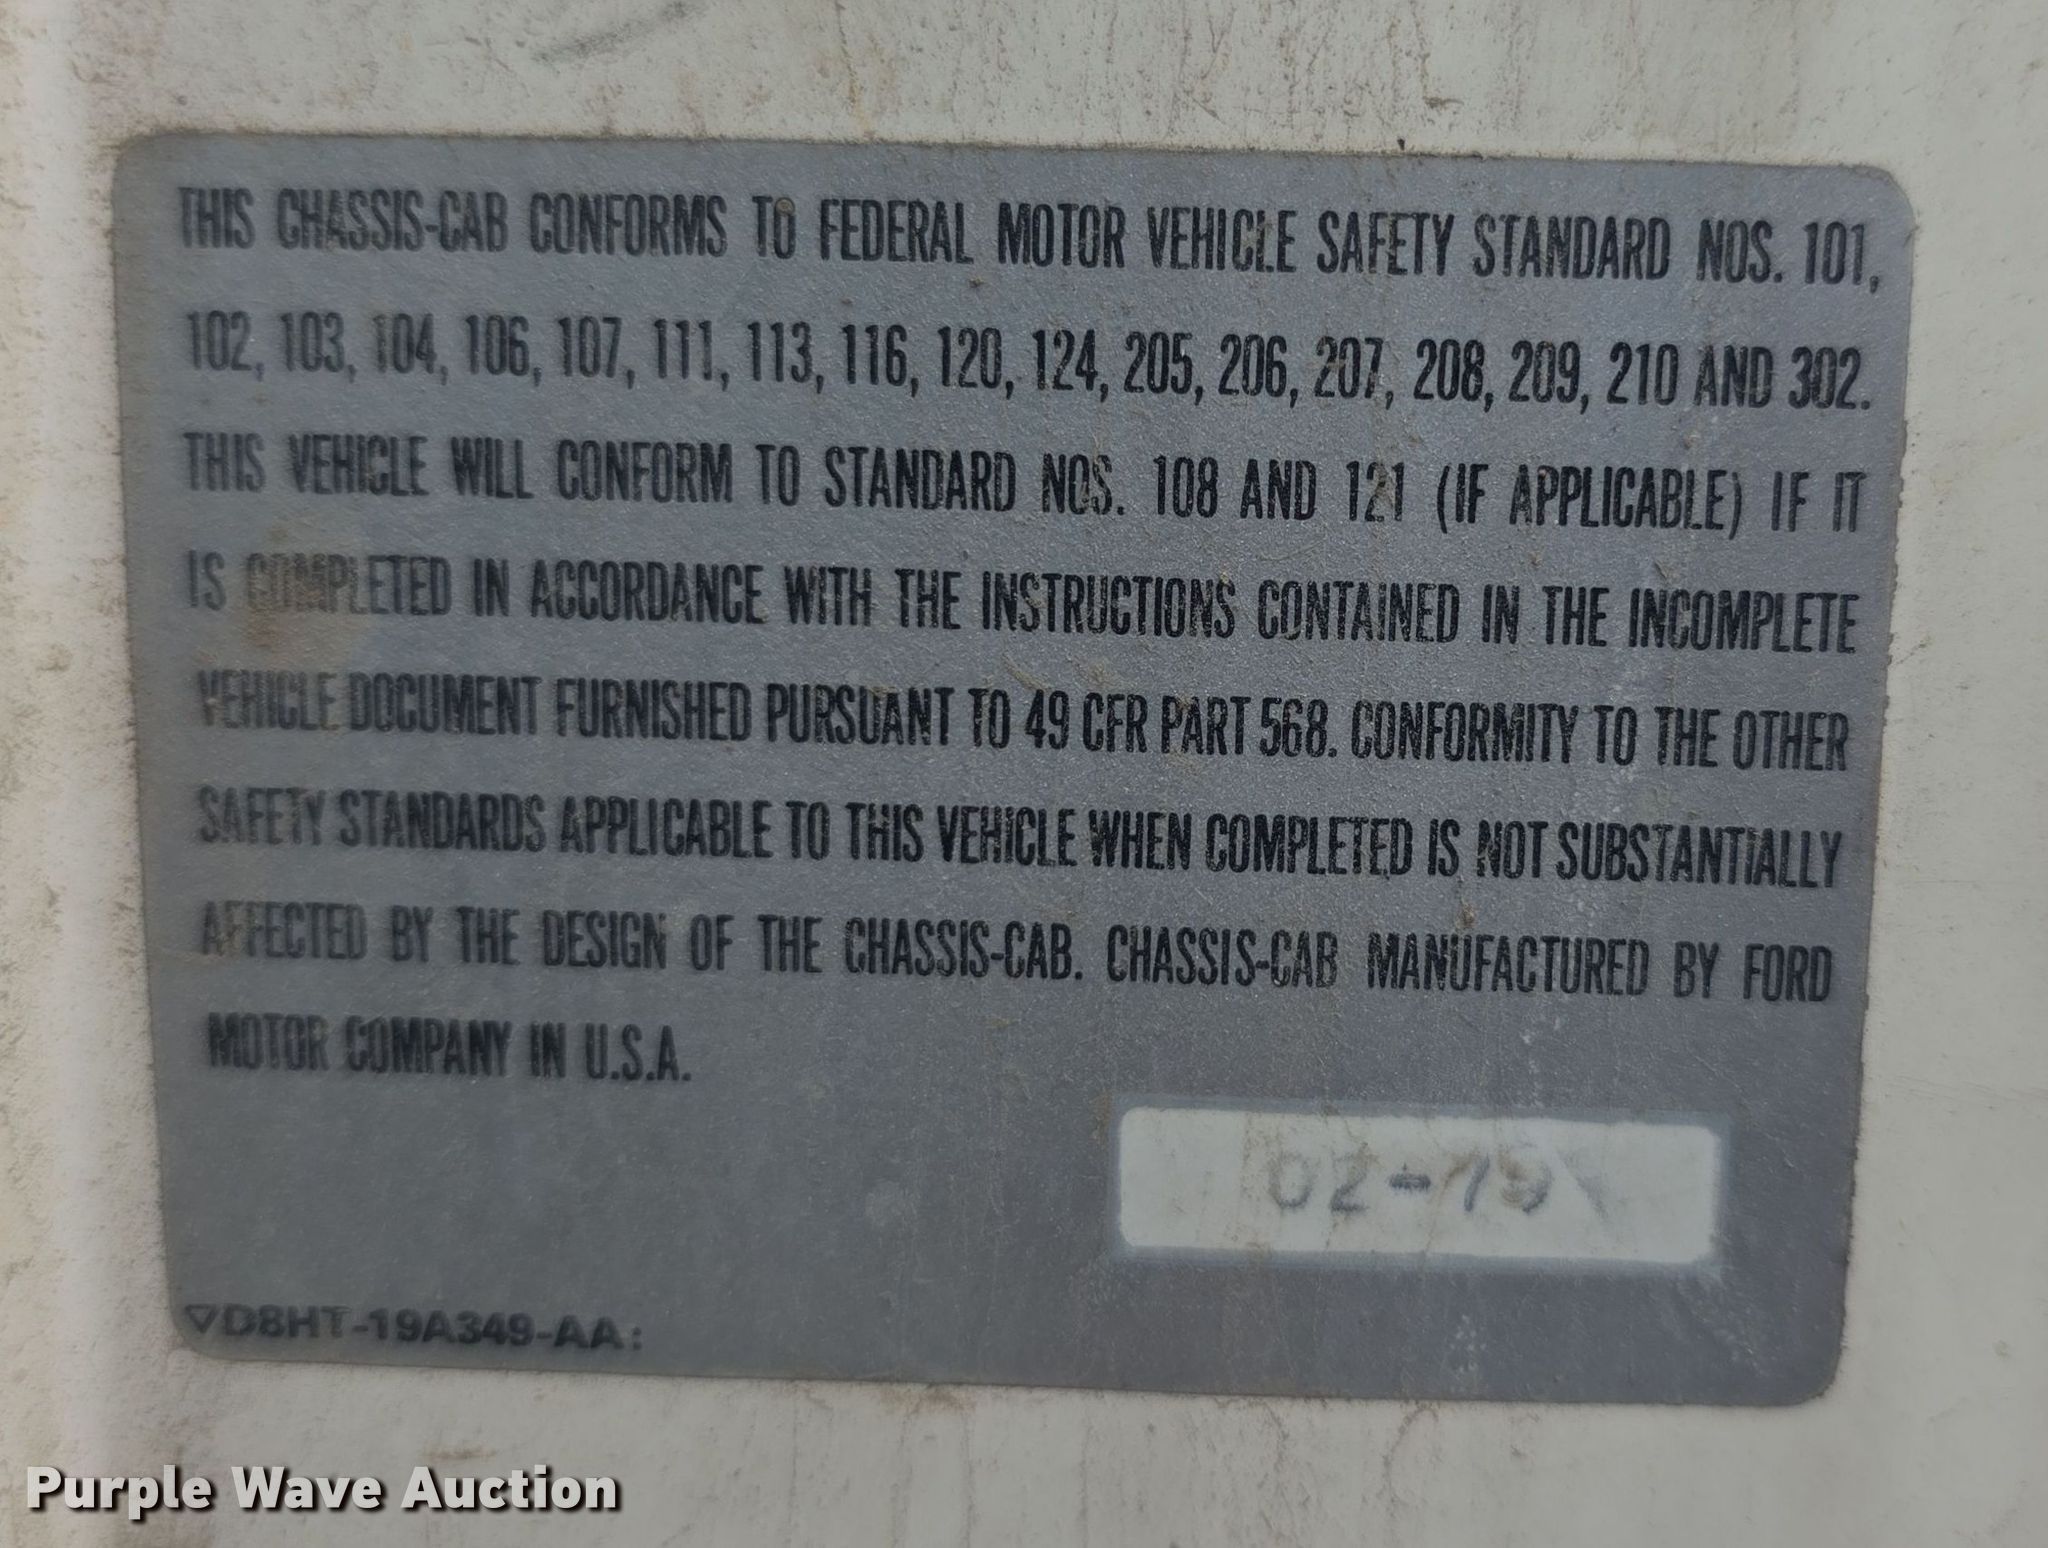 THIS CHASSIS-CAB CONFORMS TO FEDERAL MOTOR VEHICLE SAFETY STANDARD NOS. 101,
102, 103, 104, 106, 107, 111, 113, 116, 120, 124, 205, 206, 207, 208, 209, 210 AND 302.
THIS VEHICLE WILL CONFORM TO STANDARD NOS. 108 AND 121 (IF APPLICABLE) IF IT
IS COMPLETED IN ACCORDANCE WITH THE INSTRUCTIONS CONTAINED IN THE INCOMPLETE
VEHICLE DOCUMENT FURNISHED PURSUANT TO 49 CFR PART 568. CONFORMITY TO THE OTHER
SAFETY STANDARDS APPLICABLE TO THIS VEHICLE WHEN COMPLETED IS NOT SUBSTANTIALLY
AFFECTED BY THE DESIGN OF THE CHASSIS-CAB. CHASSIS-CAB MANUFACTURED BY FORD
MOTOR COMPANY IN U.S.A.
02-79
▽D8HT-19A349-AA:
Purple Wave Auction